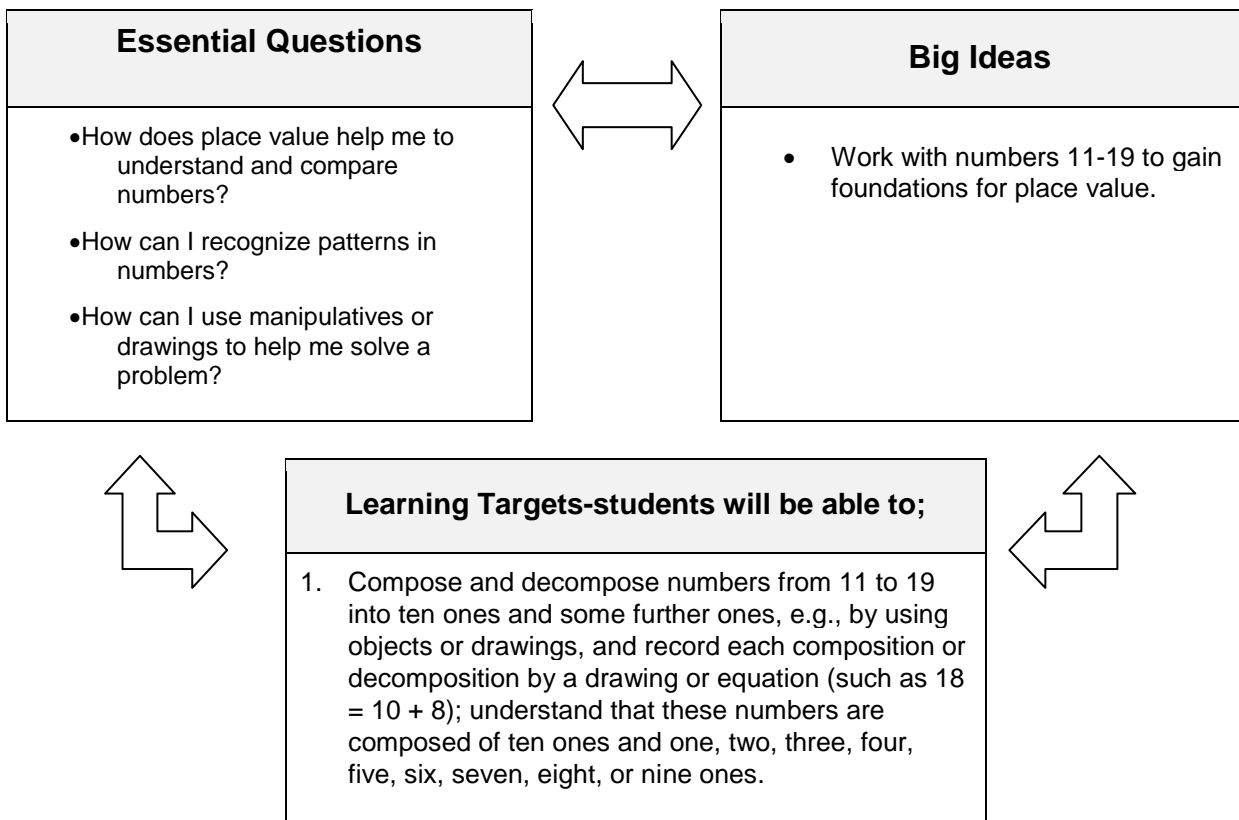 Essential Questions
•How does place value help me to
understand and compare
numbers?
•How can I recognize patterns in
numbers?
•How can I use manipulatives or
drawings to help me solve a
problem?
Big Ideas
• Work with numbers 11-19 to gain
foundations for place value.
Learning Targets-students will be able to;
1. Compose and decompose numbers from 11 to 19
into ten ones and some further ones, e.g., by using
objects or drawings, and record each composition or
decomposition by a drawing or equation (such as 18
= 10 + 8); understand that these numbers are
composed of ten ones and one, two, three, four,
five, six, seven, eight, or nine ones.